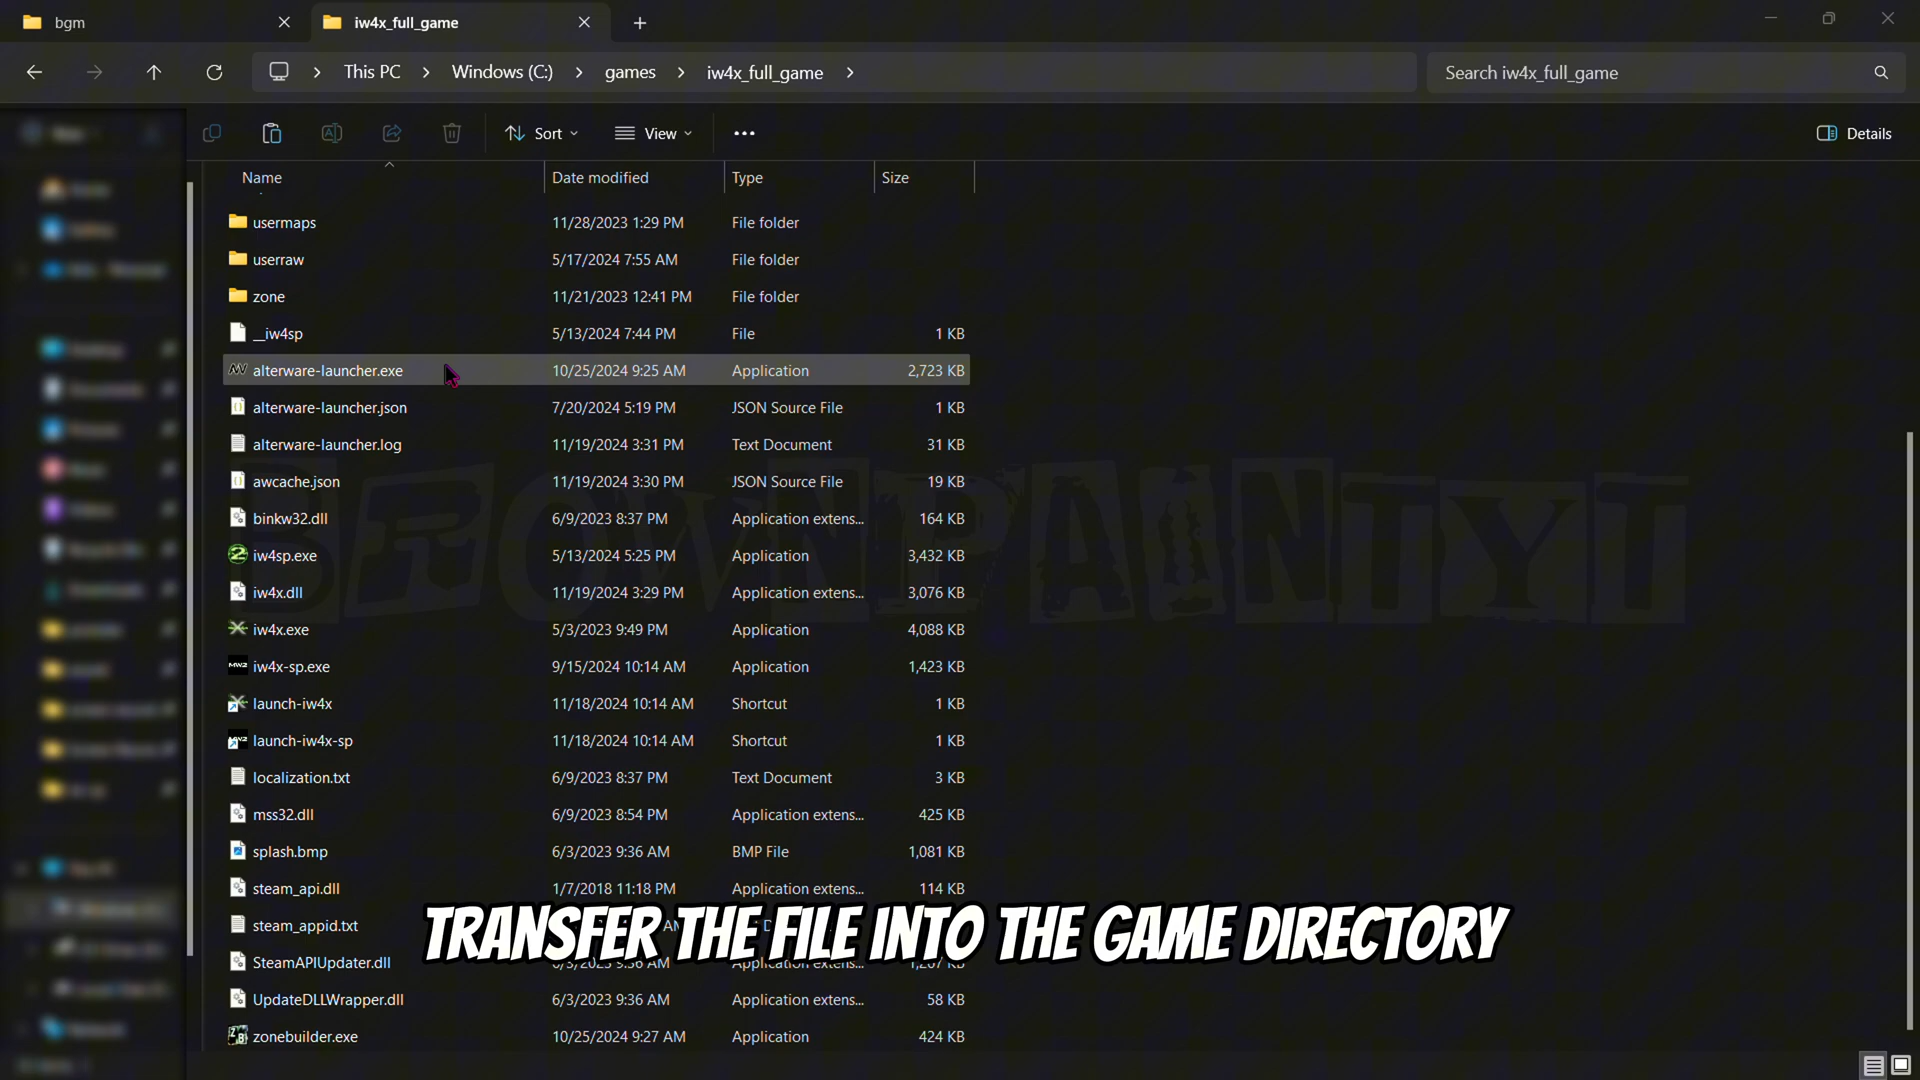 bgm
iw4x_full_game
This PC > Windows (C:) > games > iw4x_full_game >
Search iw4x_full_game
Sort
View
Details
Name Date modified Type Size
usermaps 11/28/2023 1:29 PM File folder
userraw 5/17/2024 7:55 AM File folder
zone 11/21/2023 12:41 PM File folder
__iw4sp 5/13/2024 7:44 PM File 1 KB
alterware-launcher.exe 10/25/2024 9:25 AM Application 2,723 KB
alterware-launcher.json 7/20/2024 5:19 PM JSON Source File 1 KB
alterware-launcher.log 11/19/2024 3:31 PM Text Document 31 KB
awcache.json 11/19/2024 3:30 PM JSON Source File 19 KB
binkw32.dll 6/9/2023 8:37 PM Application extens... 164 KB
BROWNPAINTYT
iw4sp.exe 5/13/2024 5:25 PM Application 3,432 KB
iw4x.dll 11/19/2024 3:29 PM Application extens... 3,076 KB
iw4x.exe 5/3/2023 9:49 PM Application 4,088 KB
iw4x-sp.exe 9/15/2024 10:14 AM Application 1,423 KB
launch-iw4x 11/18/2024 10:14 AM Shortcut 1 KB
launch-iw4x-sp 11/18/2024 10:14 AM Shortcut 1 KB
localization.txt 6/9/2023 8:37 PM Text Document 3 KB
mss32.dll 6/9/2023 8:54 PM Application extens... 425 KB
splash.bmp 6/3/2023 9:36 AM BMP File 1,081 KB
steam_api.dll 1/7/2018 11:18 PM Application extens... 114 KB
steam_appid.txt
TRANSFER THE FILE INTO THE GAME DIRECTORY
SteamAPIUpdater.dll 6/3/2023 9:36 AM Application extens... 1,267 KB
UpdateDLLWrapper.dll 6/3/2023 9:36 AM Application extens... 58 KB
zonebuilder.exe 10/25/2024 9:27 AM Application 424 KB